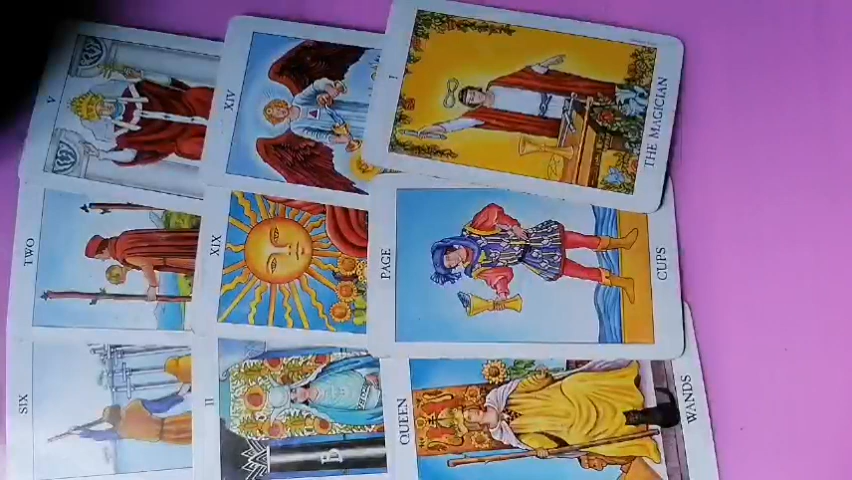 V
XIV
I
THE MAGICIAN
TWO
XIX
PAGE
CUPS
SIX
II
B
QUEEN
WANDS